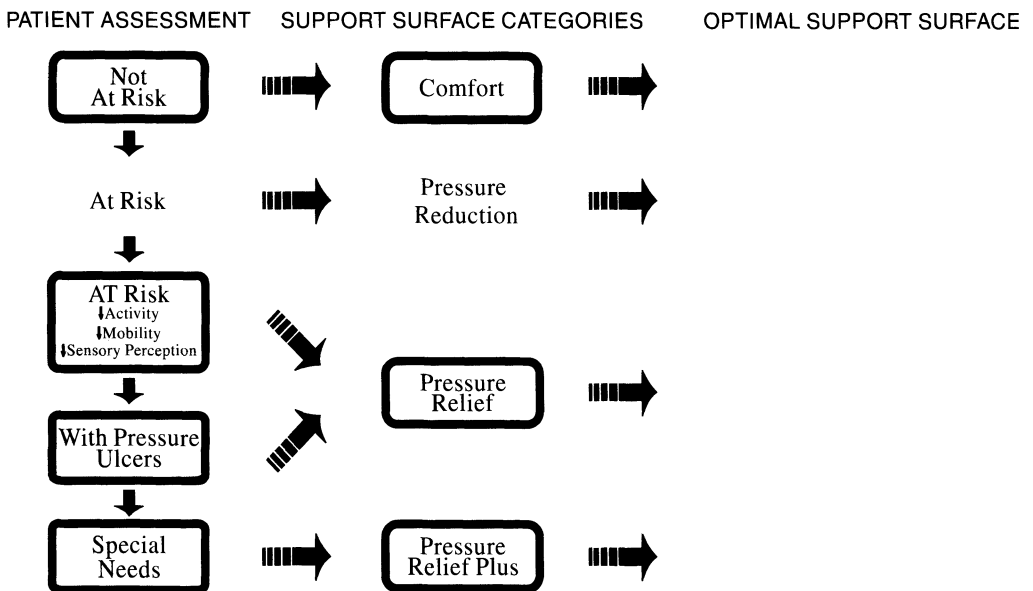 PATIENT ASSESSMENT
SUPPORT SURFACE CATEGORIES
OPTIMAL SUPPORT SURFACE
Not
At Risk
Comfort
At Risk
Pressure
Reduction
AT Risk
⬇Activity
⬇Mobility
⬇Sensory Perception
Pressure
Relief
With Pressure
Ulcers
Special
Needs
Pressure
Relief Plus